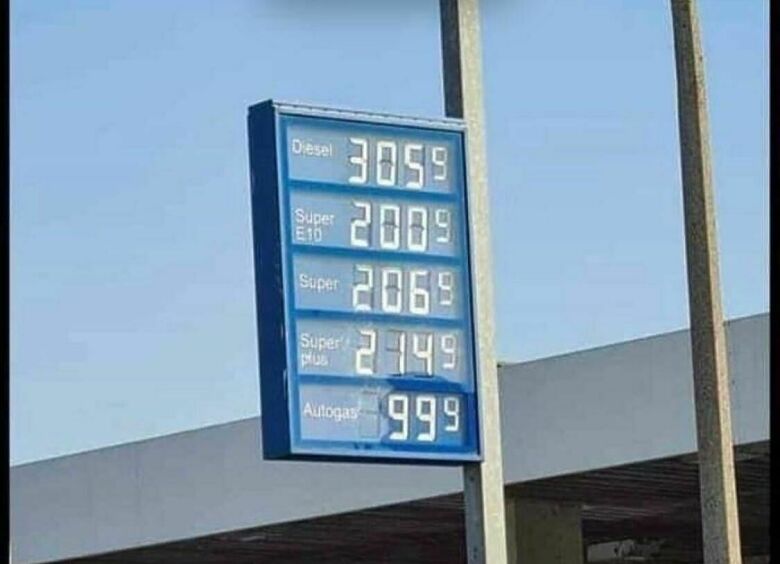 Diesel 3059
Super
E10 2009
Super 2069
Super
plus 2149
Autogas 999